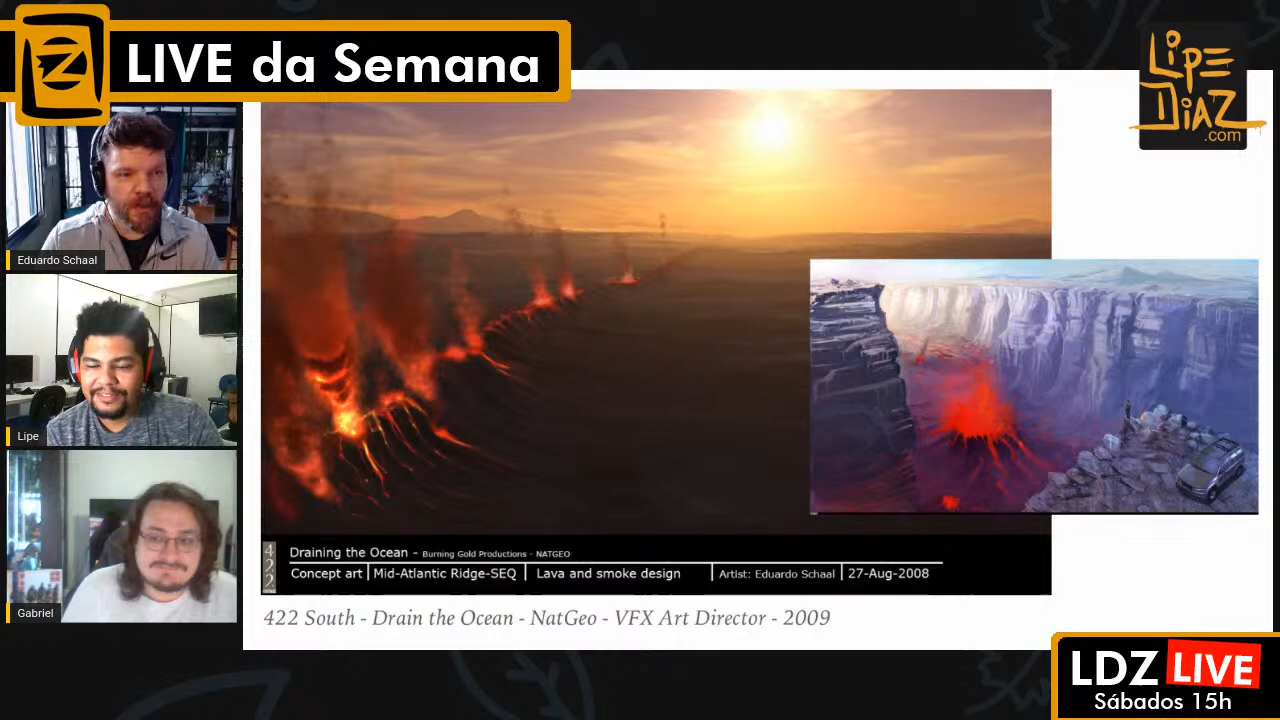 Z LIVE da Semana
LIPE
DIAZ
.com
Eduardo Schaal
Lipe
Gabriel
422
Draining the Ocean - Burning Gold Productions - NATGEO
Concept art | Mid-Atlantic Ridge-SEQ | Lava and smoke design | Artist: Eduardo Schaal | 27-Aug-2008
422 South - Drain the Ocean - NatGeo - VFX Art Director - 2009
LDZ LIVE
Sábados 15h